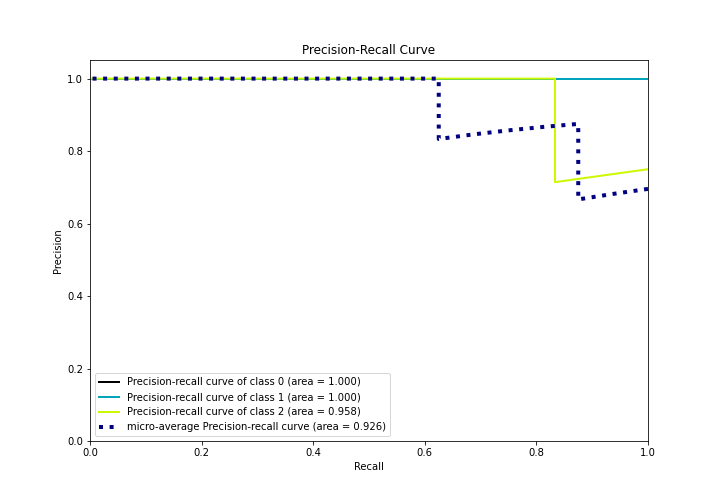 Precision-Recall Curve
1.0
0.8
0.6
0.4
0.2
0.0
Precision
Precision-recall curve of class 0 (area = 1.000)
Precision-recall curve of class 1 (area = 1.000)
Precision-recall curve of class 2 (area = 0.958)
micro-average Precision-recall curve (area = 0.926)
0.0 0.2 0.4 0.6 0.8 1.0
Recall